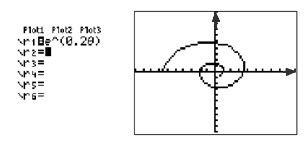 Plot1 Plot2 Plot3
\r1=e^(0.2θ)
\r2=
\r3=
\r4=
\r5=
\r6=